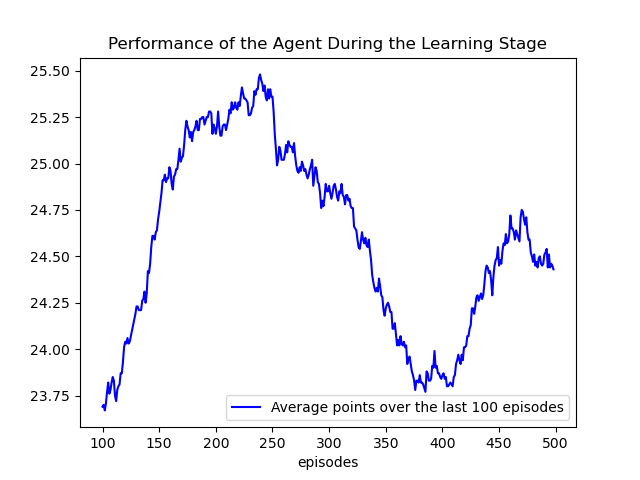 Performance of the Agent During the Learning Stage
25.50
25.25
25.00
24.75
24.50
24.25
24.00
23.75
Average points over the last 100 episodes
100 150 200 250 300 350 400 450 500
episodes